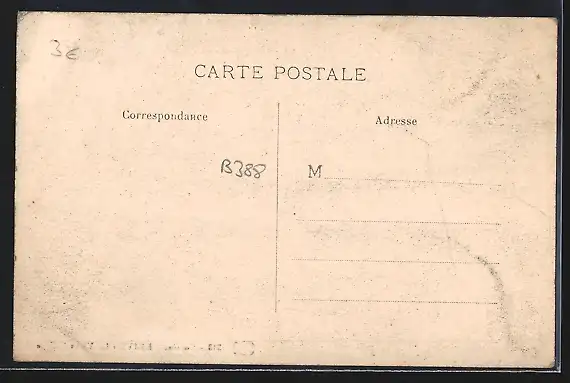 3€
CARTE POSTALE
Correspondance
Adresse
B388
M